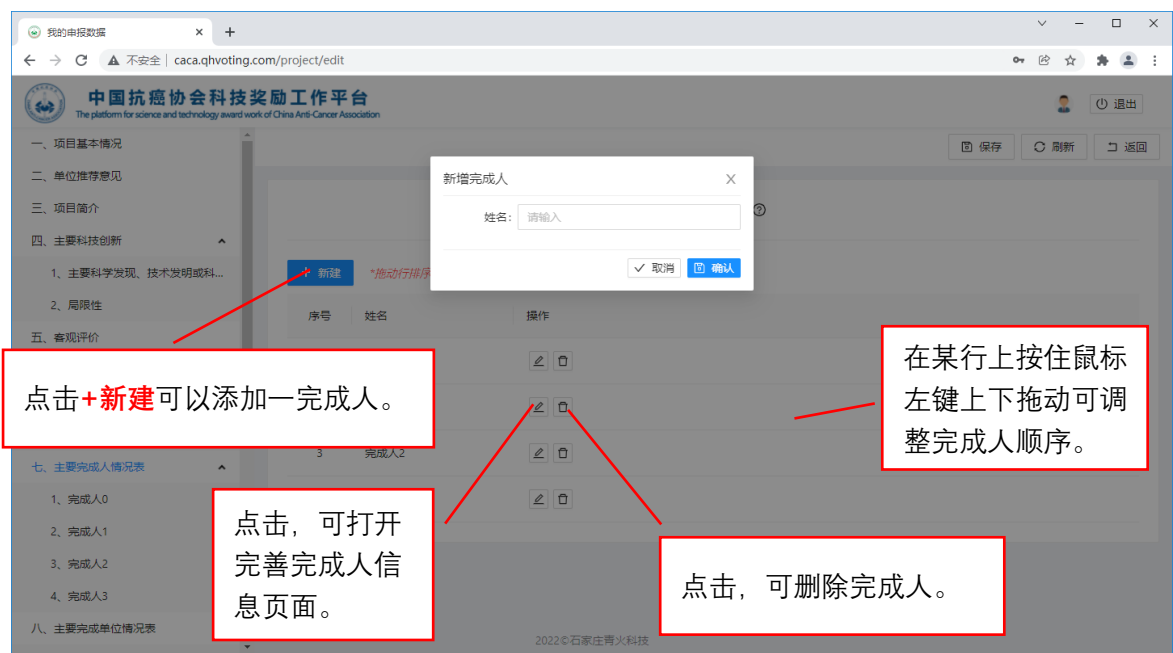 我的申报数据
不安全 | caca.qhvoting.com/project/edit
中国抗癌协会科技奖励工作平台
The platform for science and technology award work of China Anti-Cancer Association
退出
一、项目基本情况
保存
刷新
返回
二、单位推荐意见
三、项目简介
四、主要科技创新
1、主要科学发现、技术发明或科...
2、局限性
五、客观评价
新增完成人
姓名:
请输入
取消
确认
+ 新建
*拖动行排序
序号
姓名
操作
点击+新建可以添加一完成人。
在某行上按住鼠标
左键上下拖动可调
整完成人顺序。
3
完成人2
七、主要完成人情况表
1、完成人0
2、完成人1
3、完成人2
4、完成人3
八、主要完成单位情况表
点击，可打开
完善完成人信
息页面。
点击，可删除完成人。
2022©石家庄青火科技